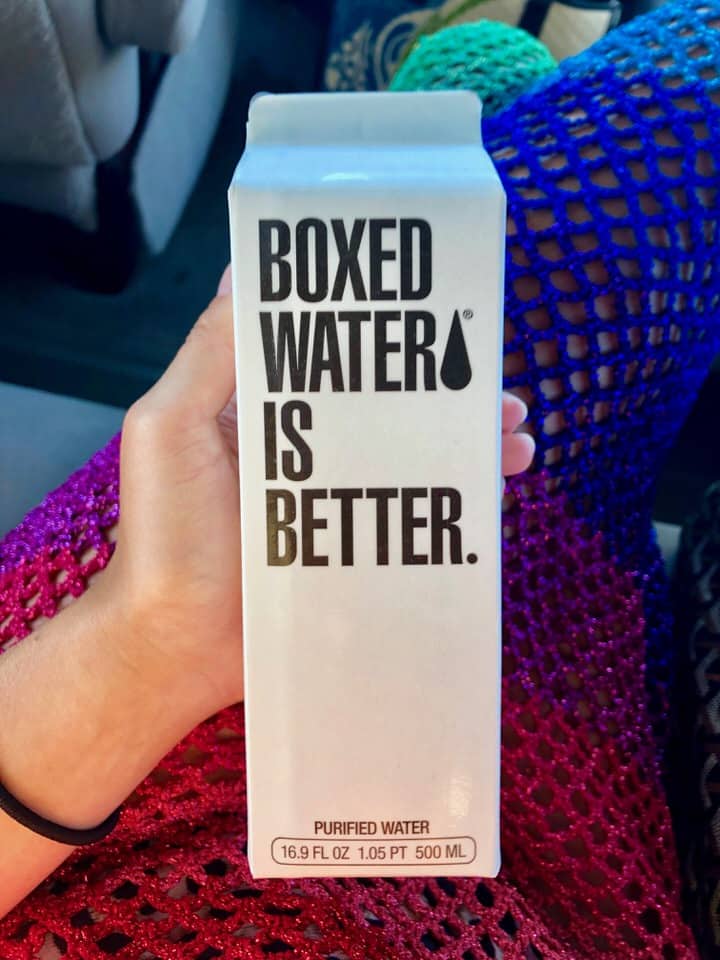 BOXED
WATER®
IS
BETTER.
PURIFIED WATER
16.9 FL OZ 1.05 PT 500 ML